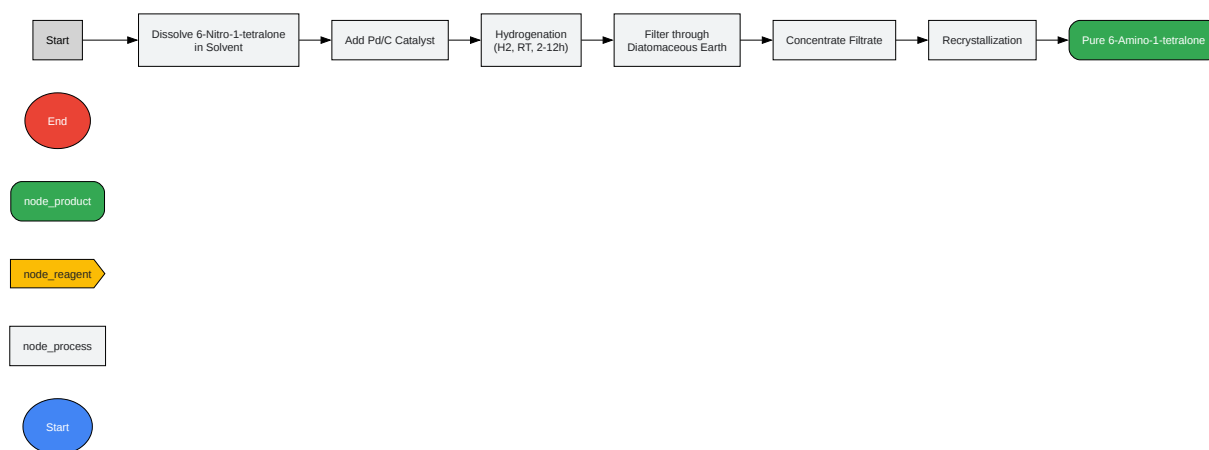 Start
Dissolve 6-Nitro-1-tetralone
in Solvent
Add Pd/C Catalyst
Hydrogenation
(H2, RT, 2-12h)
Filter through
Diatomaceous Earth
Concentrate Filtrate
Recrystallization
Pure 6-Amino-1-tetralone
End
node_product
node_reagent
node_process
Start